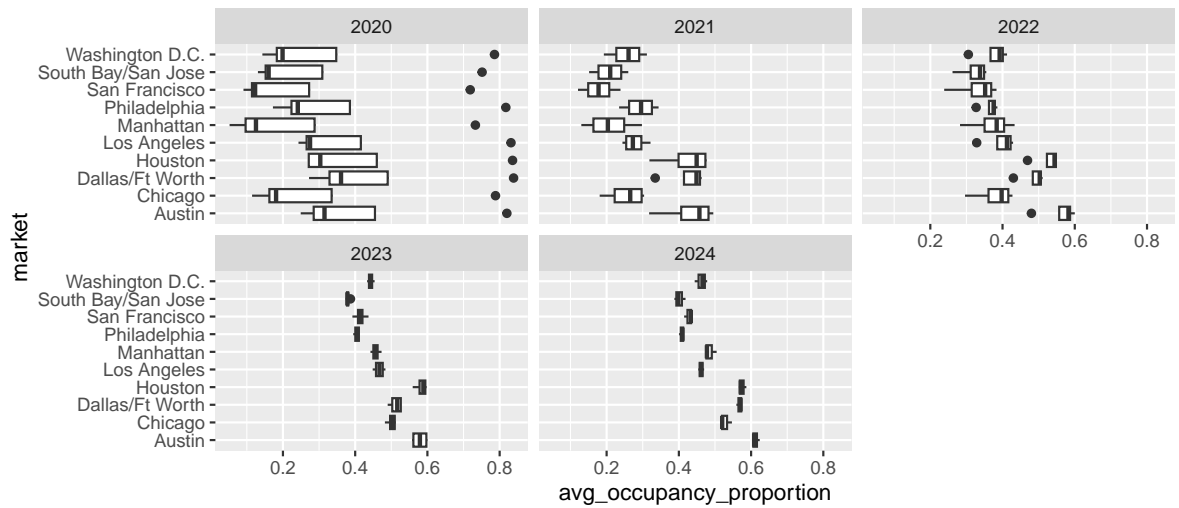 2020 2021 2022
Washington D.C.
South Bay/San Jose
San Francisco
Philadelphia
Manhattan
Los Angeles
Houston
Dallas/Ft Worth
Chicago
Austin
0.2 0.4 0.6 0.8
market
2023 2024
Washington D.C.
South Bay/San Jose
San Francisco
Philadelphia
Manhattan
Los Angeles
Houston
Dallas/Ft Worth
Chicago
Austin
0.2 0.4 0.6 0.8 0.2 0.4 0.6 0.8
avg_occupancy_proportion